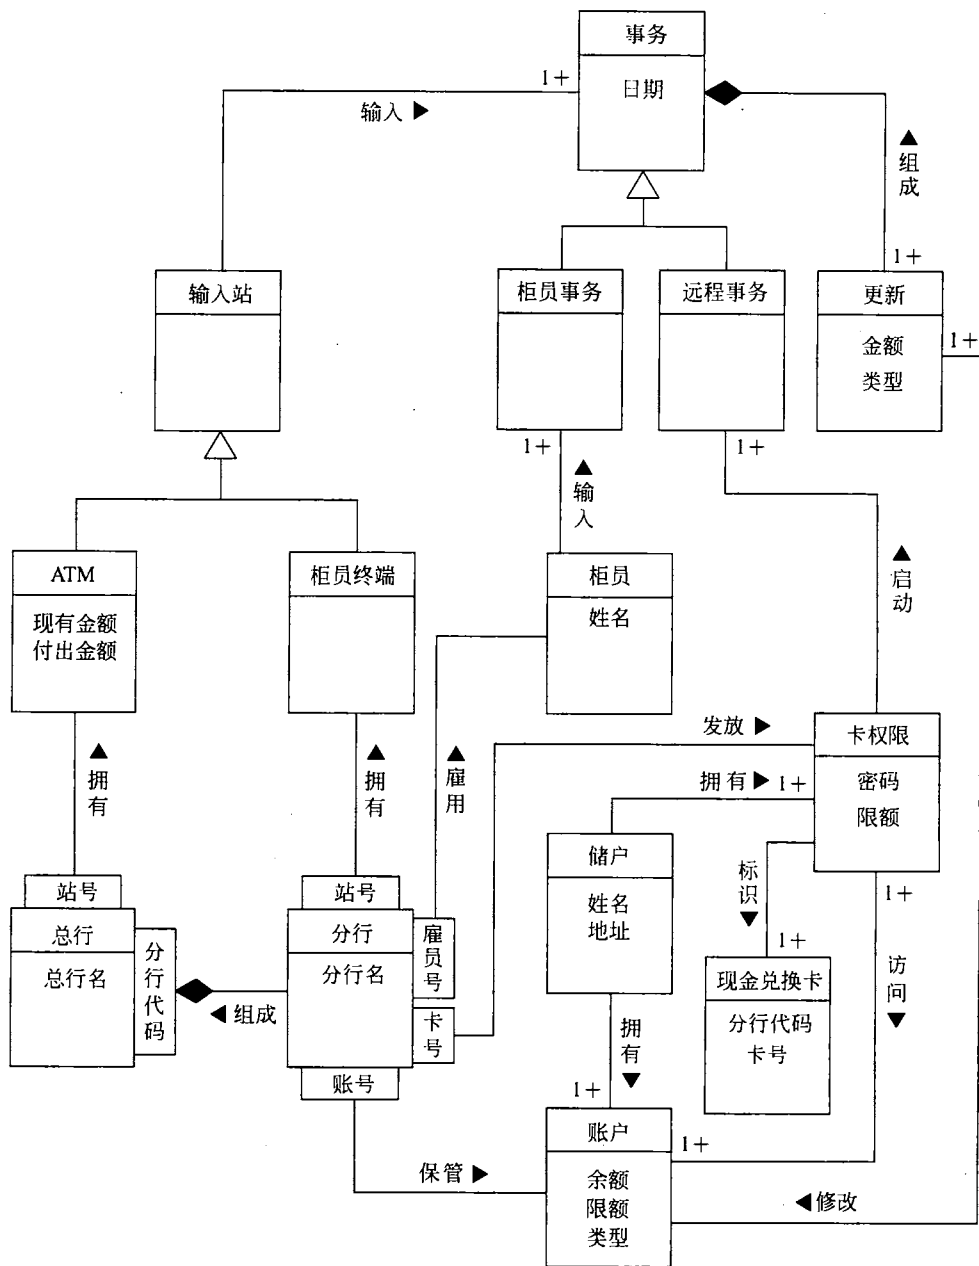 事务
日期
1+
输入 ▶
▲组成
1+
输入站
柜员事务
远程事务
更新
金额
类型
1+
1+
1+
▲输入
ATM
现有金额
付出金额
柜员终端
柜员
姓名
▲启动
▲拥有
▲拥有
▲雇用
发放 ▶
卡权限
密码
限额
拥有 ▶
1+
储户
姓名
地址
标识▼
1+
1+
站号
总行
总行名
分行代码
站号
分行
分行名
雇员号
卡号
账号
◀ 组成
现金兑换卡
分行代码
卡号
访问▼
拥有▼
1+
账户
余额
限额
类型
1+
保管 ▶
◀修改